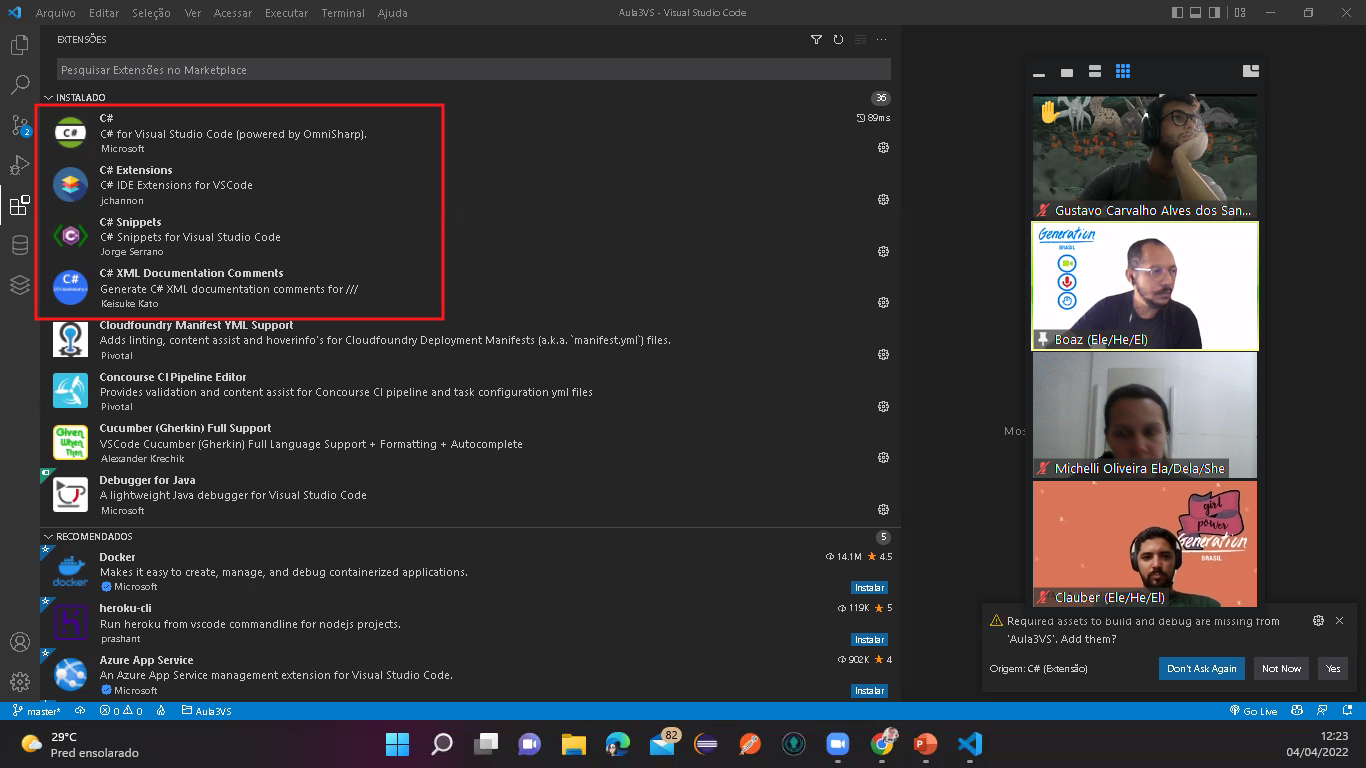 Arquivo Editar Seleção Ver Acessar Executar Terminal Ajuda
Aula3VS - Visual Studio Code
EXTENSÕES
Pesquisar Extensões no Marketplace
INSTALADO
36
C#
C#
89ms
C# for Visual Studio Code (powered by OmniSharp).
Microsoft
2
C# Extensions
C# IDE Extensions for VSCode
jchannon
C
C# Snippets
C# Snippets for Visual Studio Code
Jorge Serrano
C#
C# XML Documentation Comments
Generate C# XML documentation comments for ///
Keisuke Kato
Cloudfoundry Manifest YML Support
Adds linting, content assist and hoverinfo's for Cloudfoundry Deployment Manifests (a.k.a. `manifest.yml`) files.
Pivotal
Concourse CI Pipeline Editor
Provides validation and content assist for Concourse CI pipeline and task configuration yml files
Pivotal
Given
When
Then
Cucumber (Gherkin) Full Support
VSCode Cucumber (Gherkin) Full Language Support + Formatting + Autocomplete
Alexander Krechik
Debugger for Java
A lightweight Java debugger for Visual Studio Code
Microsoft
RECOMENDADOS
5
docker
Docker
14.1M 4.5
Makes it easy to create, manage, and debug containerized applications.
Microsoft
Instalar
heroku-cli
119K 5
Run heroku from vscode commandline for nodejs projects.
prashant
Instalar
Azure App Service
902K 4
An Azure App Service management extension for Visual Studio Code.
Microsoft
Instalar
Gustavo Carvalho Alves dos San...
Generation
BRASIL
Boaz (Ele/He/El)
Mos
Michelli Oliveira Ela/Dela/She
girl
power
Generation
BRASIL
Clauber (Ele/He/El)
Required assets to build and debug are missing from
'Aula3VS'. Add them?
Origem: C# (Extensão)
Don't Ask Again
Not Now
Yes
master*
0
0
Aula3VS
Go Live
29°C
Pred ensolarado
82
12:23
04/04/2022